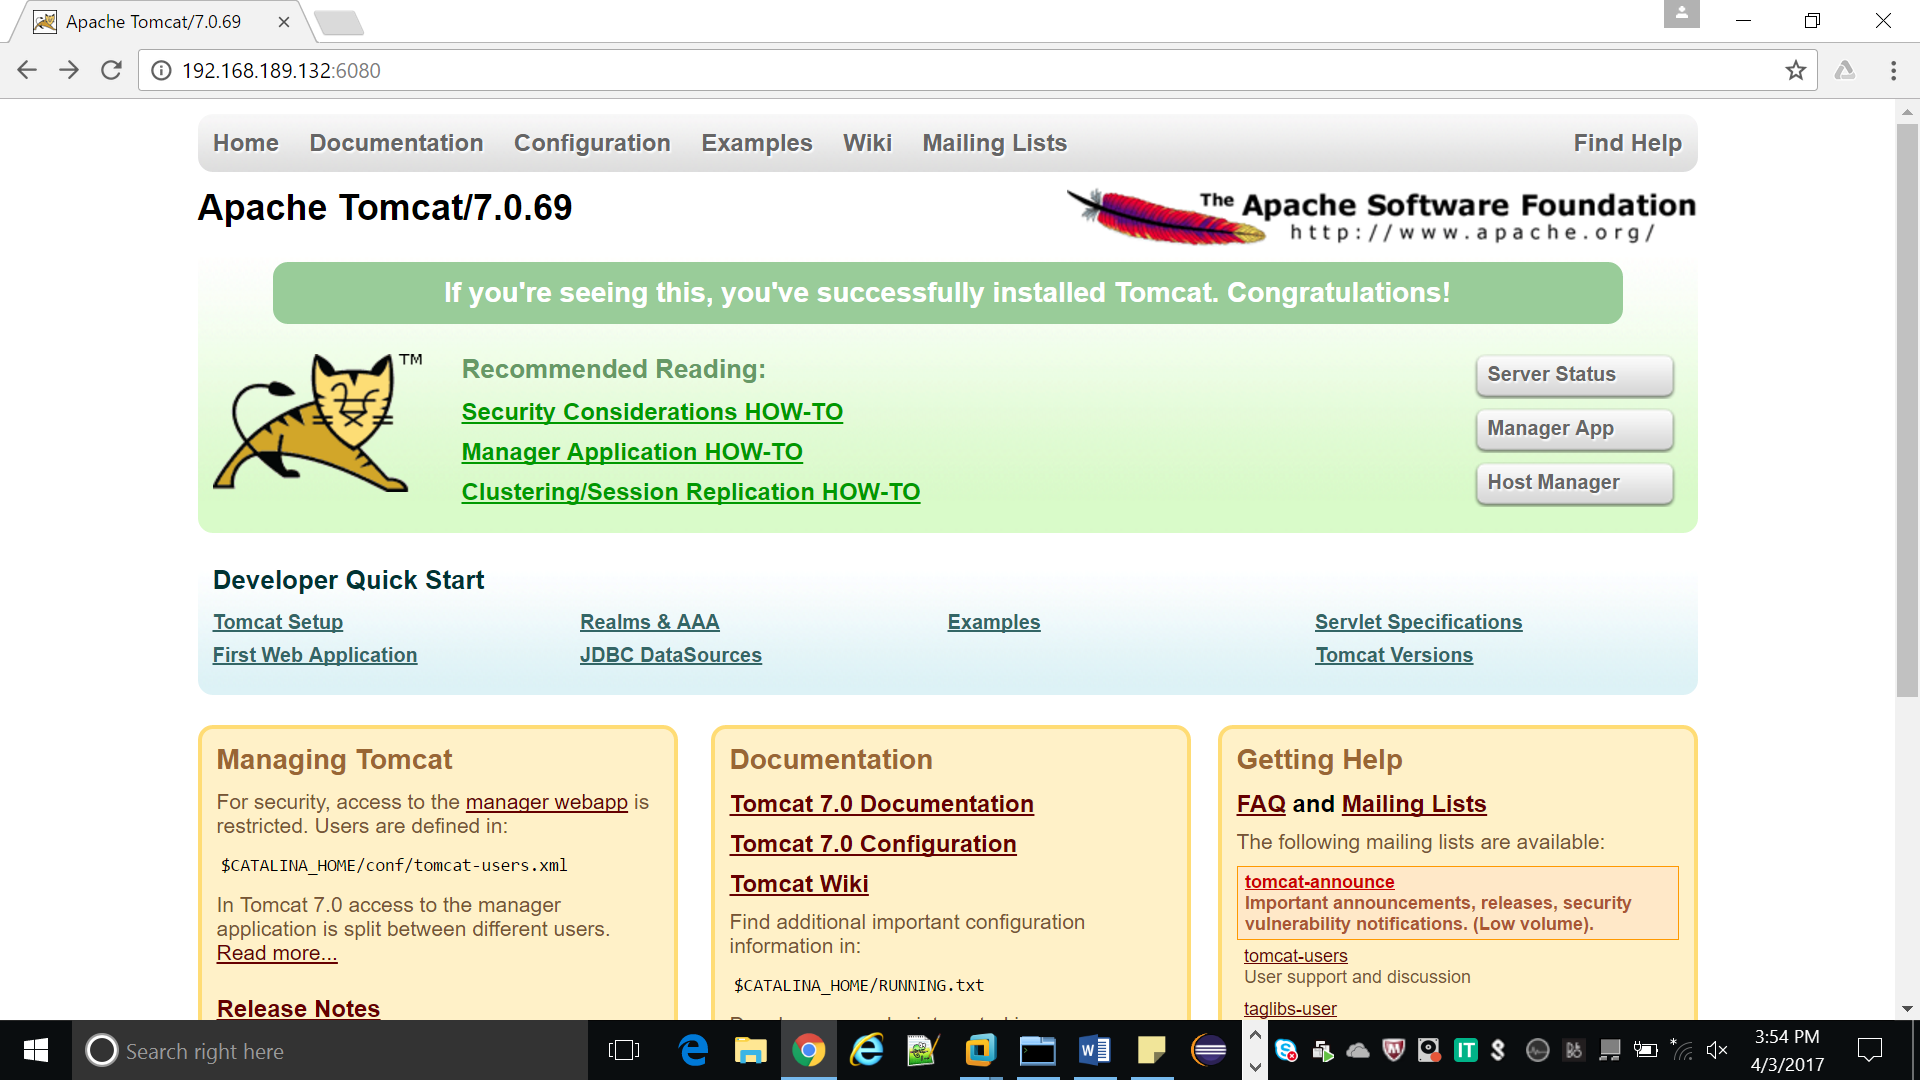 Apache Tomcat/7.0.69
192.168.189.132:6080
Home Documentation Configuration Examples Wiki Mailing Lists Find Help
Apache Tomcat/7.0.69
The Apache Software Foundation
http://www.apache.org/
If you're seeing this, you've successfully installed Tomcat. Congratulations!
TM
Recommended Reading:
Security Considerations HOW-TO
Manager Application HOW-TO
Clustering/Session Replication HOW-TO
Server Status
Manager App
Host Manager
Developer Quick Start
Tomcat Setup
First Web Application
Realms & AAA
JDBC DataSources
Examples
Servlet Specifications
Tomcat Versions
Managing Tomcat
For security, access to the manager webapp is
restricted. Users are defined in:
$CATALINA_HOME/conf/tomcat-users.xml
In Tomcat 7.0 access to the manager
application is split between different users.
Read more...
Release Notes
Documentation
Tomcat 7.0 Documentation
Tomcat 7.0 Configuration
Tomcat Wiki
Find additional important configuration
information in:
$CATALINA_HOME/RUNNING.txt
Getting Help
FAQ and Mailing Lists
The following mailing lists are available:
tomcat-announce
Important announcements, releases, security
vulnerability notifications. (Low volume).
tomcat-users
User support and discussion
taglibs-user
Search right here
IT
3:54 PM
4/3/2017